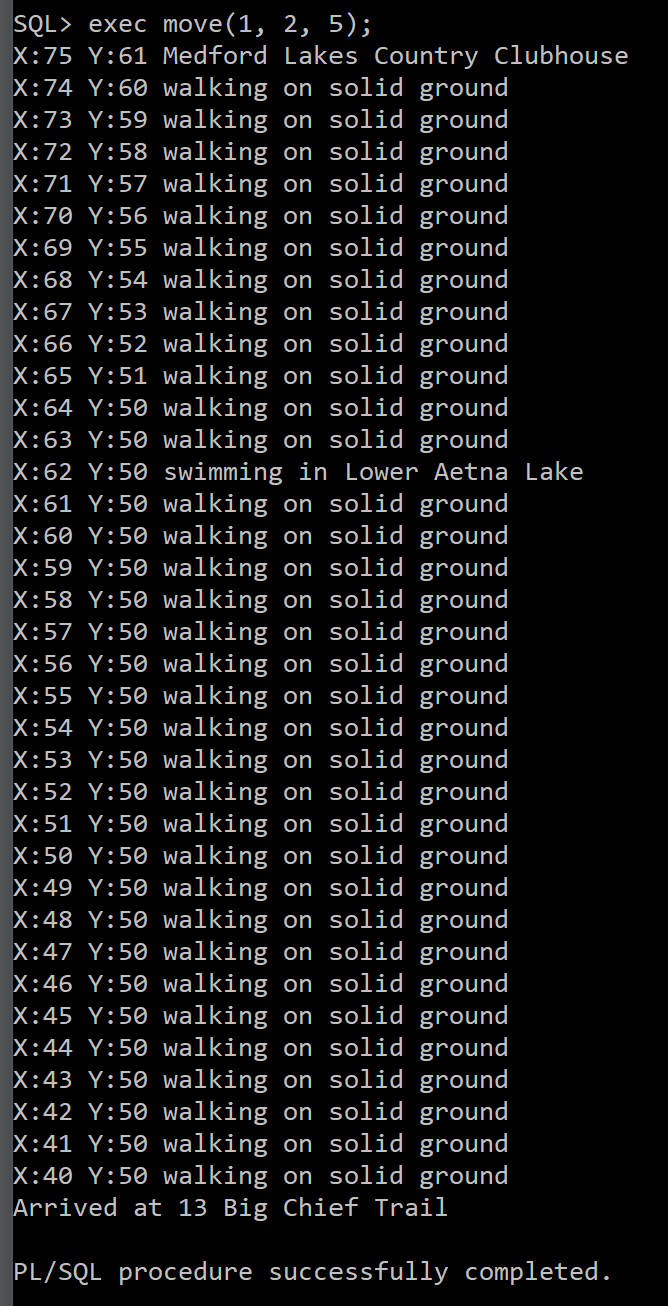 SQL> exec move(1, 2, 5);
X:75 Y:61 Medford Lakes Country Clubhouse
X:74 Y:60 walking on solid ground
X:73 Y:59 walking on solid ground
X:72 Y:58 walking on solid ground
X:71 Y:57 walking on solid ground
X:70 Y:56 walking on solid ground
X:69 Y:55 walking on solid ground
X:68 Y:54 walking on solid ground
X:67 Y:53 walking on solid ground
X:66 Y:52 walking on solid ground
X:65 Y:51 walking on solid ground
X:64 Y:50 walking on solid ground
X:63 Y:50 walking on solid ground
X:62 Y:50 swimming in Lower Aetna Lake
X:61 Y:50 walking on solid ground
X:60 Y:50 walking on solid ground
X:59 Y:50 walking on solid ground
X:58 Y:50 walking on solid ground
X:57 Y:50 walking on solid ground
X:56 Y:50 walking on solid ground
X:55 Y:50 walking on solid ground
X:54 Y:50 walking on solid ground
X:53 Y:50 walking on solid ground
X:52 Y:50 walking on solid ground
X:51 Y:50 walking on solid ground
X:50 Y:50 walking on solid ground
X:49 Y:50 walking on solid ground
X:48 Y:50 walking on solid ground
X:47 Y:50 walking on solid ground
X:46 Y:50 walking on solid ground
X:45 Y:50 walking on solid ground
X:44 Y:50 walking on solid ground
X:43 Y:50 walking on solid ground
X:42 Y:50 walking on solid ground
X:41 Y:50 walking on solid ground
X:40 Y:50 walking on solid ground
Arrived at 13 Big Chief Trail
PL/SQL procedure successfully completed.